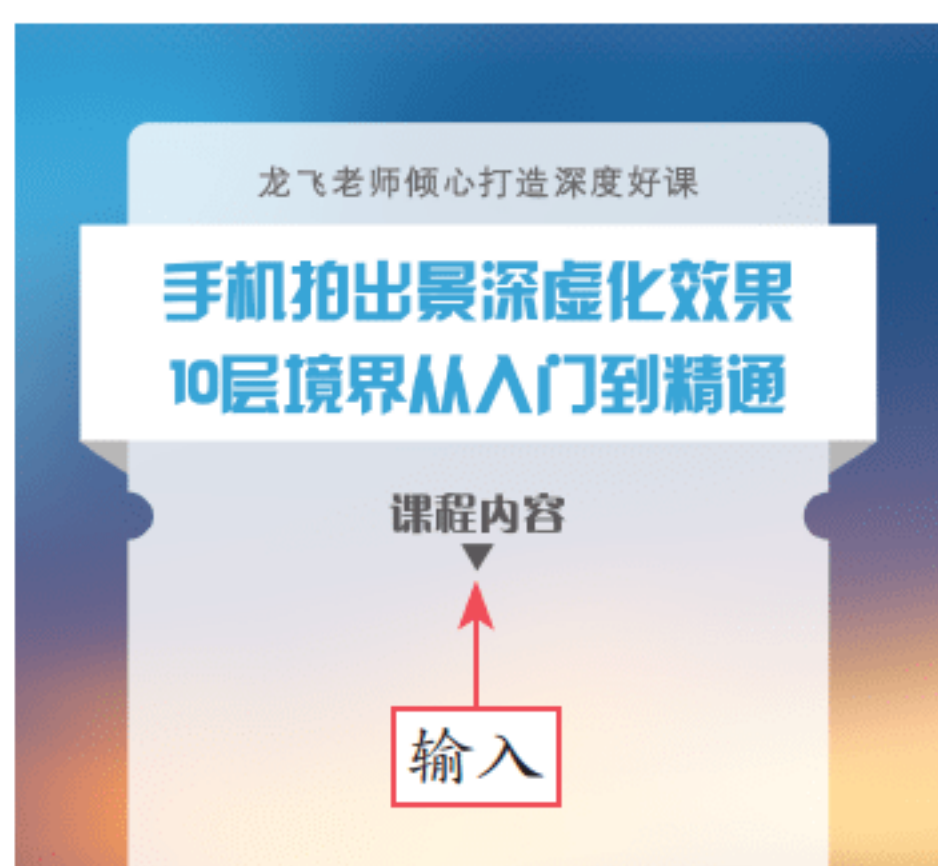 龙飞老师倾心打造深度好课
手机拍出景深虚化效果
10层境界从入门到精通
课程内容
输入